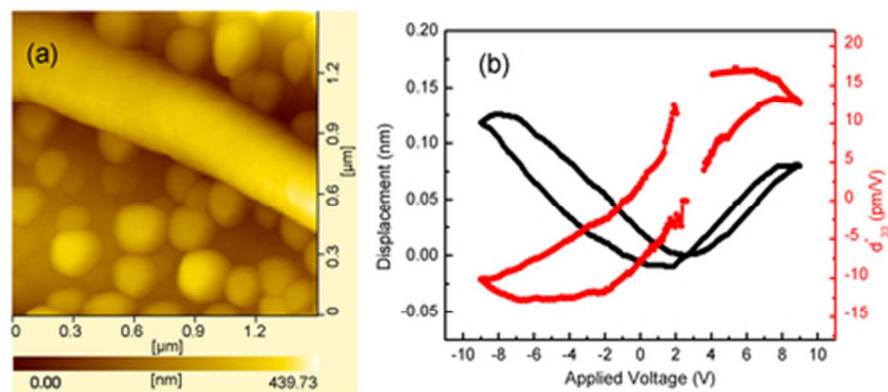 (a)
1.2
0.9
[µm]
0.6
0.3
0
0 0.3 0.6 0.9 1.2
[µm]
0.00 [nm] 439.73
(b)
0.20
0.15
0.10
0.05
0.00
-0.05
Displacement (nm)
20
15
10
5
0
-5
-10
-15
d*33 (pm/V)
-10 -8 -6 -4 -2 0 2 4 6 8 10
Applied Voltage (V)